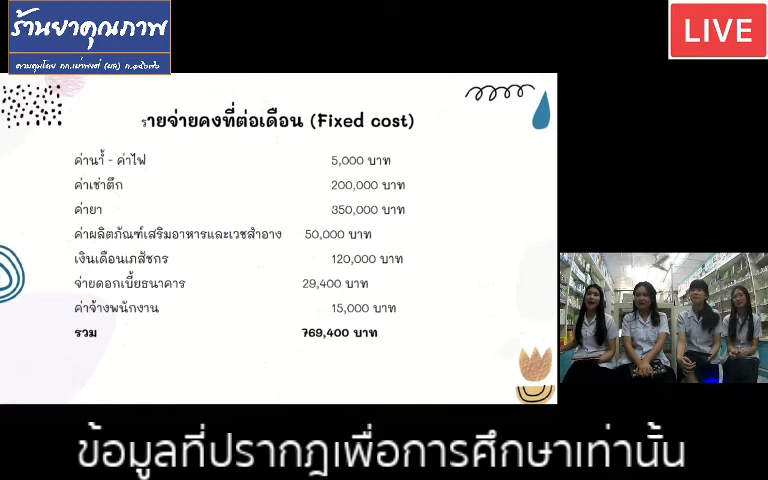 ร้านยาคุณภาพ
LIVE
รายจ่ายคงที่ต่อเดือน (Fixed cost)
ค่าน้ำ - ค่าไฟ 5,000 บาท
ค่าเช่าตึก 200,000 บาท
ค่ายา 350,000 บาท
ค่าผลิตภัณฑ์เสริมอาหารและเวชสำอาง 50,000 บาท
เงินเดือนเภสัชกร 120,000 บาท
จ่ายดอกเบี้ยธนาคาร 29,400 บาท
ค่าจ้างพนักงาน 15,000 บาท
รวม 769,400 บาท
ข้อมูลที่ปรากฏเพื่อการศึกษาเท่านั้น